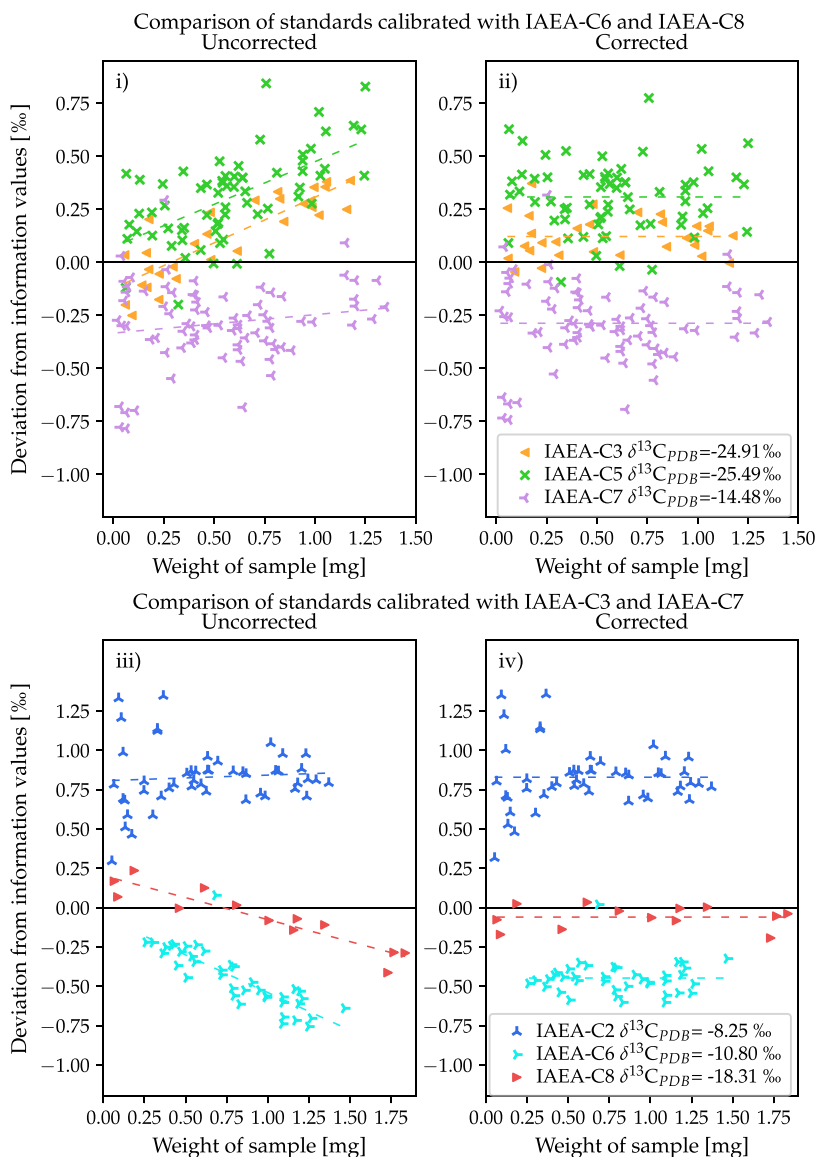 Comparison of standards calibrated with IAEA-C6 and IAEA-C8
Uncorrected Corrected
i) ii)
Deviation from information values [‰]
0.75
0.50
0.25
0.00
−0.25
−0.50
−0.75
−1.00
IAEA-C3 δ¹³C_PDB=-24.91‰
IAEA-C5 δ¹³C_PDB=-25.49‰
IAEA-C7 δ¹³C_PDB=-14.48‰
0.00 0.25 0.50 0.75 1.00 1.25 1.50 0.00 0.25 0.50 0.75 1.00 1.25 1.50
Weight of sample [mg] Weight of sample [mg]
Comparison of standards calibrated with IAEA-C3 and IAEA-C7
Uncorrected Corrected
iii) iv)
Deviation from information values [‰]
1.25
1.00
0.75
0.50
0.25
0.00
−0.25
−0.50
−0.75
−1.00
IAEA-C2 δ¹³C_PDB= -8.25 ‰
IAEA-C6 δ¹³C_PDB= -10.80 ‰
IAEA-C8 δ¹³C_PDB= -18.31 ‰
0.00 0.25 0.50 0.75 1.00 1.25 1.50 1.75 0.00 0.25 0.50 0.75 1.00 1.25 1.50 1.75
Weight of sample [mg] Weight of sample [mg]